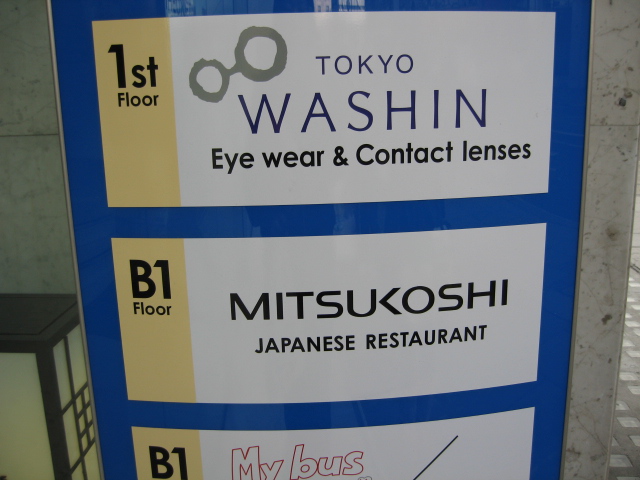 1st
Floor
TOKYO
WASHIN
Eye wear & Contact lenses
B1
Floor
MITSUKOSHI
JAPANESE RESTAURANT
B1
My bus